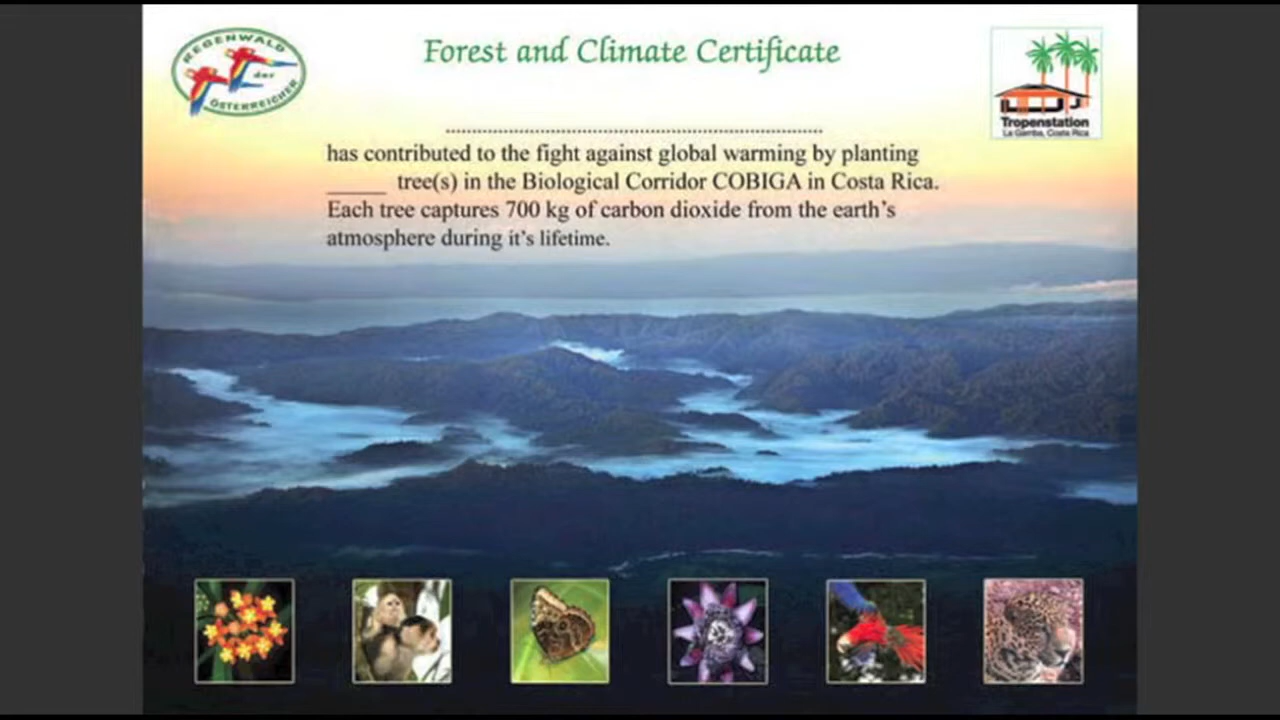 REGENWALD
der
ÖSTERREICHER
Forest and Climate Certificate
Tropenstation
La Gamba, Costa Rica
......................................................................
has contributed to the fight against global warming by planting
_____ tree(s) in the Biological Corridor COBIGA in Costa Rica.
Each tree captures 700 kg of carbon dioxide from the earth's
atmosphere during it's lifetime.